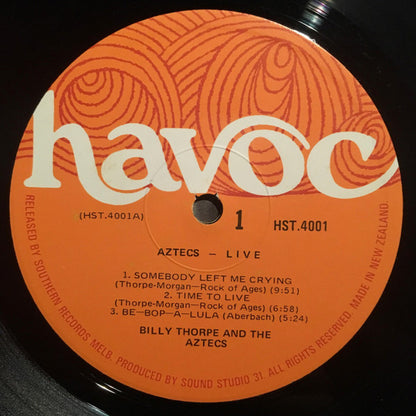 havoc
(HST.4001A)
1
HST.4001
AZTECS — LIVE
1. SOMEBODY LEFT ME CRYING
(Thorpe—Morgan—Rock of Ages) (9:51)
2. TIME TO LIVE
(Thorpe—Morgan—Rock of Ages) (6:58)
3. BE—BOP—A—LULA (Aberbach) (5:24)
BILLY THORPE AND THE
AZTECS
RELEASED BY SOUTHERN RECORDS MELB. PRODUCED BY SOUND STUDIO 31 ALL RIGHTS RESERVED. MADE IN NEW ZEALAND.